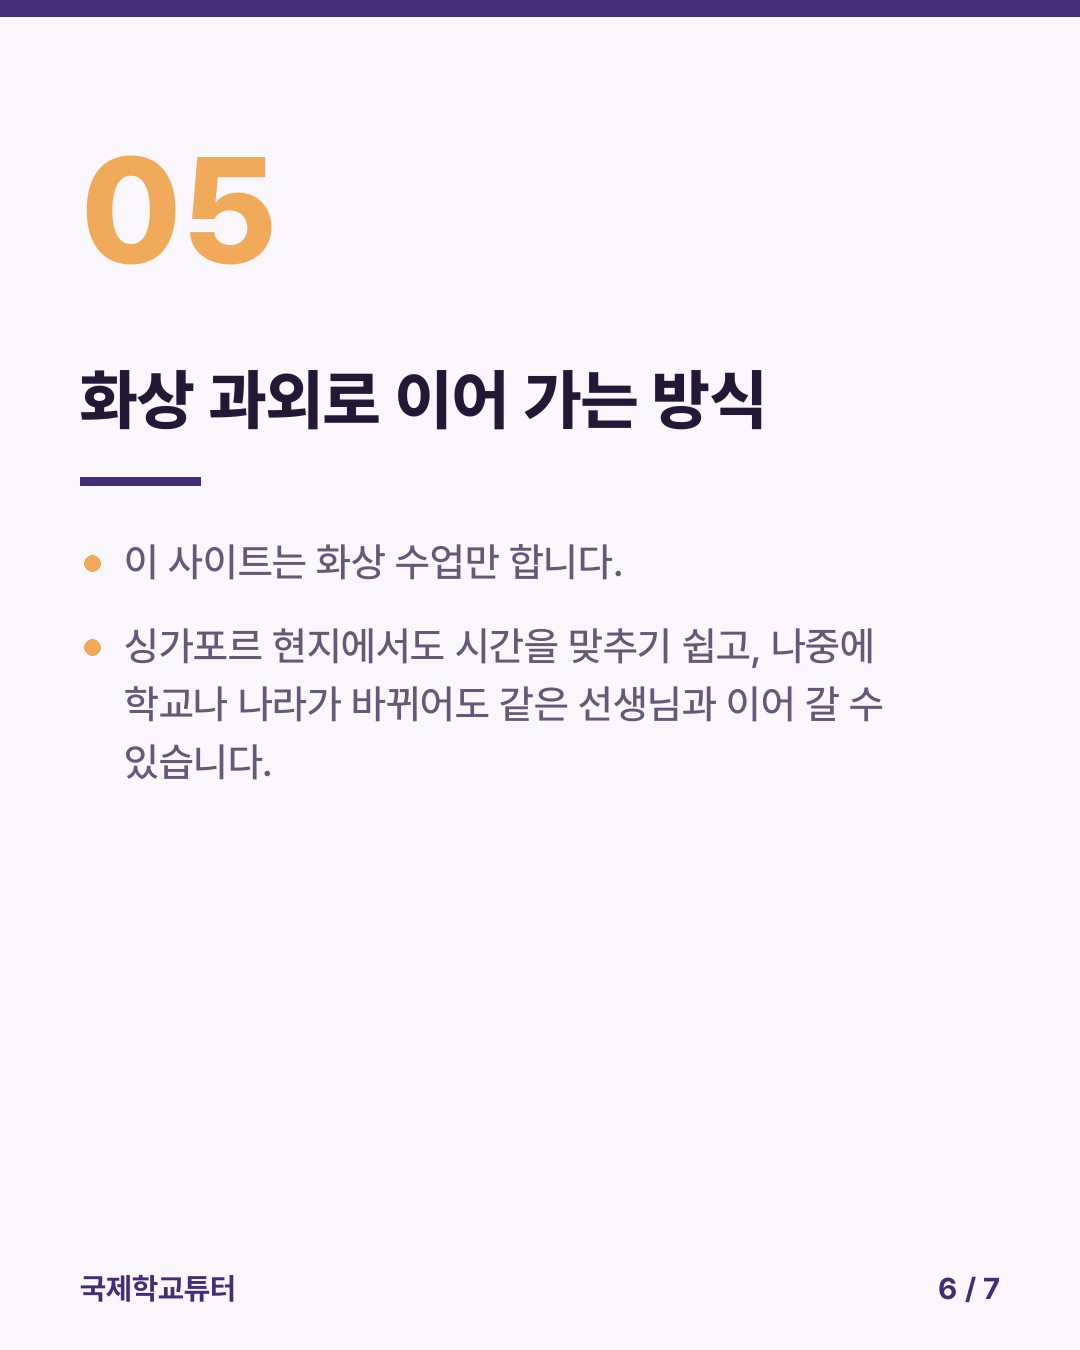 05
화상 과외로 이어 가는 방식
이 사이트는 화상 수업만 합니다.
싱가포르 현지에서도 시간을 맞추기 쉽고, 나중에
학교나 나라가 바뀌어도 같은 선생님과 이어 갈 수
있습니다.
국제학교튜터
6 / 7